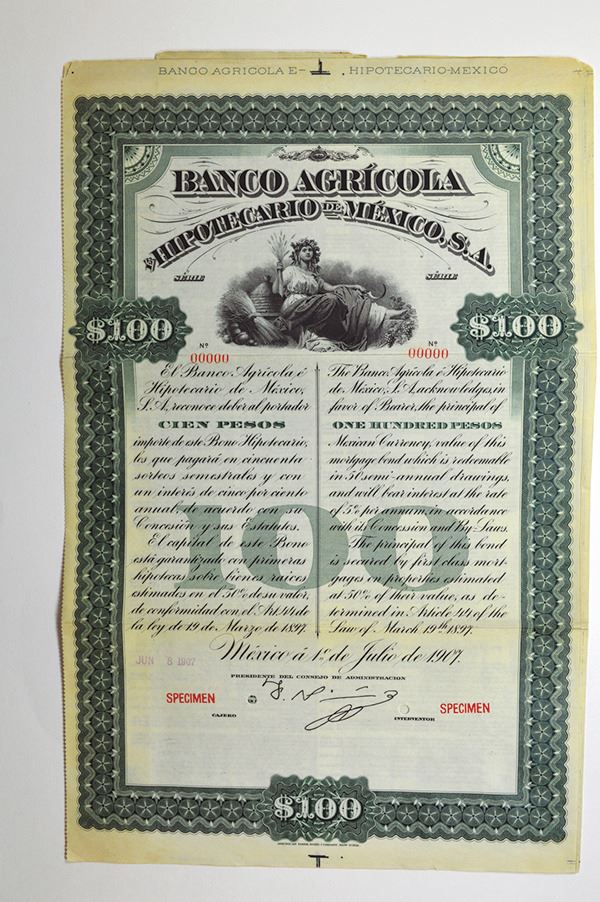 BANCO AGRICOLA E- HIPOTECARIO-MEXICO
BANCO AGRÍCOLA
É HIPOTECARIO DE MÉXICO, S.A.
SÉRIE
SÉRIE
$100
$100
Nº
00000
Nº
00000
El Banco Agrícola é
Hipotecario de México,
S.A. reconoce deber al portador
CIEN PESOS
importe de este Bono Hipotecario,
los que pagará en cincuenta
sorteos semestrales y con
un interés de cinco por ciento
anual, de acuerdo con su
Concesión y sus Estatutos.
El capital de este Bono
está garantizado con primeras
hipotecas sobre bienes raices
estimados en el 50% de su valor,
de conformidad con el Art. 44 de
la ley de 19 de Marzo de 1897.
The Banco Agrícola é Hipotecario
de México, S.A. acknowledges, in
favor of Bearer, the principal of
ONE HUNDRED PESOS
Mexican Currency, value of this
mortgage bond which is redeemable
in 50 semi-annual drawings,
and will bear interest at the rate
of 5% per annum, in accordance
with its Concession and By-Laws.
The principal of this bond
is secured by first class mort-
gages on properties estimated
at 50% of their value, as de-
termined in Article 44 of the
Law of March 19th 1897.
100
México á 1º de Julio de 1907.
JUN 8 1907
PRESIDENTE DEL CONSEJO DE ADMINISTRACION
SPECIMEN
SPECIMEN
CAJERO
INTERVENTOR
$100